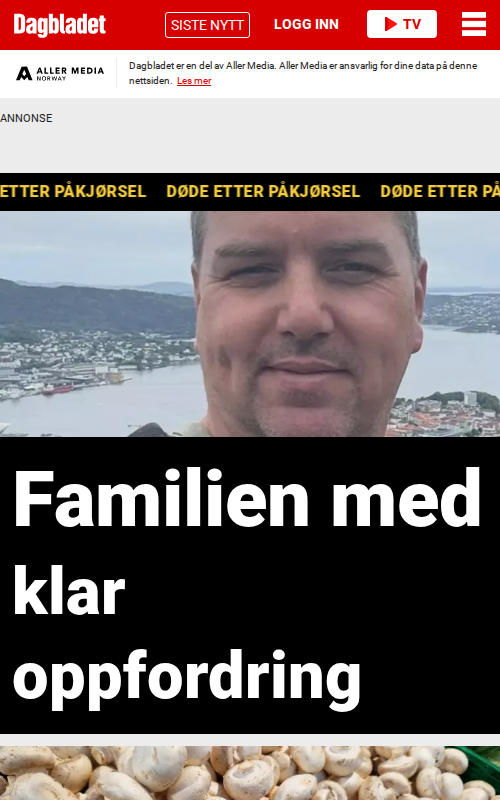 Dagbladet
SISTE NYTT
LOGG INN
TV
ALLER MEDIA
NORWAY
Dagbladet er en del av Aller Media. Aller Media er ansvarlig for dine data på denne
nettsiden. Les mer
ANNONSE
ETTER PÅKJØRSEL DØDE ETTER PÅKJØRSEL DØDE ETTER PÅ
Familien med
klar
oppfordring